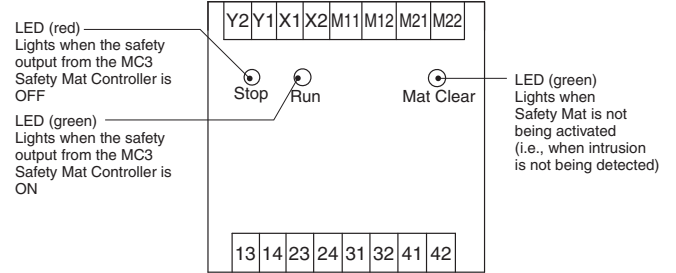 Y2 Y1 X1 X2 M11 M12 M21 M22
LED (red)
Lights when the safety
output from the MC3
Safety Mat Controller is
OFF
LED (green)
Lights when the safety
output from the MC3
Safety Mat Controller is
ON
Stop Run Mat Clear
LED (green)
Lights when
Safety Mat is not
being activated
(i.e., when intrusion
is not being detected)
13 14 23 24 31 32 41 42